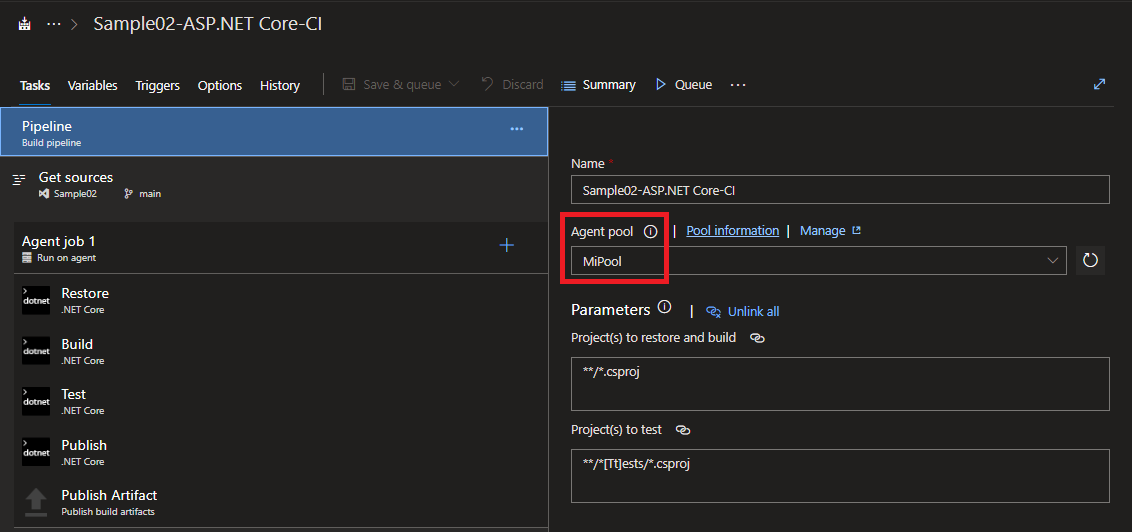 ··· > Sample02-ASP.NET Core-CI
Tasks Variables Triggers Options History | Save & queue Discard Summary Queue ···
Pipeline ···
Build pipeline
Get sources
Sample02 main
Agent job 1 +
Run on agent
dotnet Restore
.NET Core
dotnet Build
.NET Core
dotnet Test
.NET Core
dotnet Publish
.NET Core
Publish Artifact
Publish build artifacts
Name *
Sample02-ASP.NET Core-CI
Agent pool | Pool information | Manage
MiPool
Parameters | Unlink all
Project(s) to restore and build
**/*.csproj
Project(s) to test
**/*[Tt]ests/*.csproj